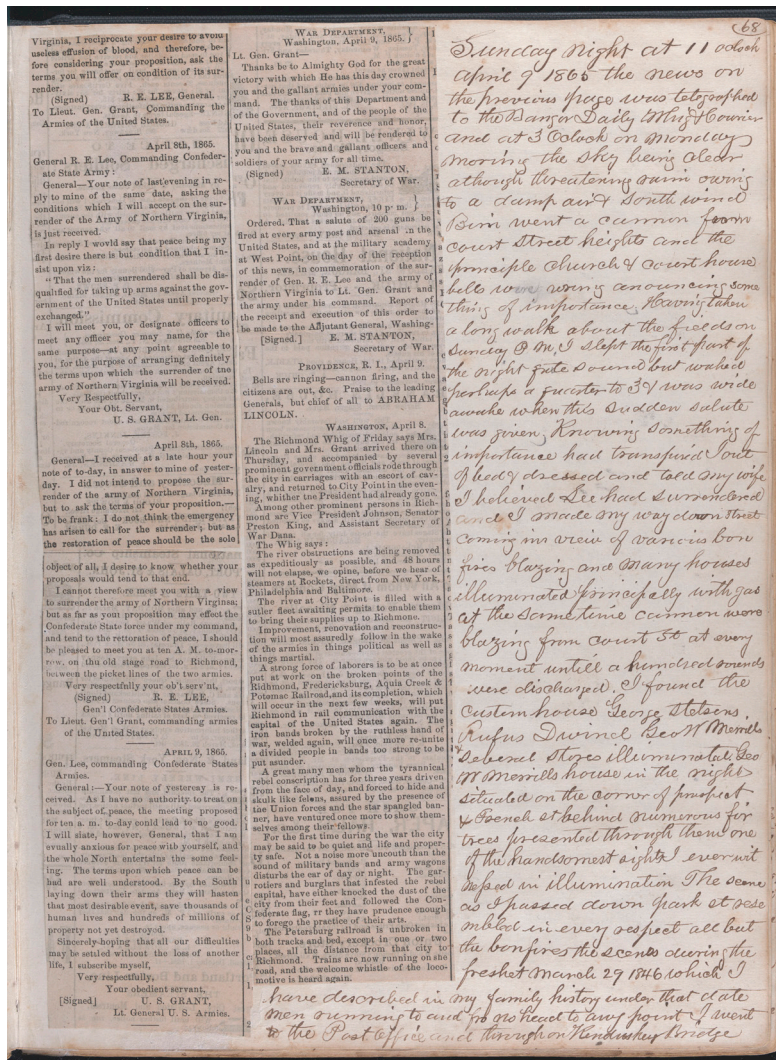 68
Virginia, I reciprocate your desire to avoid
useless effusion of blood, and therefore, be-
fore considering your proposition, ask the
terms you will offer on condition of its sur-
render.
(Signed) R. E. LEE, General.
To Lieut. Gen. Grant, Commanding the
Armies of the United States.
April 8th, 1865.
General R. E. Lee, Commanding Confeder-
ate State Army:
General—Your note of last evening in re-
ply to mine of the same date, asking the
conditions which I will accept on the sur-
render of the Army of Northern Virginia,
is just received.
In reply I would say that peace being my
first desire there is but condition that I in-
sist upon viz:
"That the men surrendered shall be dis-
qualified for taking up arms against the gov-
ernment of the United States until properly
exchanged."
I will meet you, or designate officers to
meet any officer you may name, for the
same purpose—at any point agreeable to
you, for the purpose of arranging definitely
the terms upon which the surrender of tne
army of Northern Virginia will be received.
Very Respectfully,
Your Obt. Servant,
U. S. GRANT, Lt. Gen.
April 8th, 1865.
General—I received at a late hour your
note of to-day, in answer to mine of yester-
day. I did not intend to propose the sur-
render of the army of Northern Virginia,
but to ask the terms of your proposition.—
To be frank: I do not think the emergency
has arisen to call for the surrender; but as
the restoration of peace should be the sole
object of all, I desire to know whether your
proposals would tend to that end.
I cannot therefore meet you with a view
to surrender the army of Northern Virginsa;
but as far as your proposition may effect the
Confederate State force under my command,
and tend to the rettoration of peace, I should
be pleased to meet you at ten A. M. to-mor-
row, on thu old stage road to Richmond,
between the picket lines of the two armies.
Very respectfully your ob't serv'nt,
(Signed) R. E. LEE,
Gen'l Confederate States Armies.
To Lieut. Gen'l Grant, commanding armies
of the United States.
APRIL 9, 1865.
Gen. Lee, commanding Confederate States
Armies.
General:—Your note of yestercay is re-
ceived. As I have no authority to treat on
the subject of peace, the meeting proposed
for ten a. m. to-day could lead to no good.
I will slate, however, General, that I am
evually anxious for peace with yourself, and
the whole North entertains the some feel-
ing. The terms upon which peace can be
had are well understood. By the South
laying down their arms they will hasten
that most desirable event, save thousands of
human lives and hundreds of millions of
property not yet destroyed.
Sincerely hoping that all our difficulties
may be settled without the loss of another
life, I subscribe myself,
Very respectfully,
Your obedient servant,
[Signed] U. S. GRANT,
Lt. General U. S. Armies.
WAR DEPARTMENT,
Washington, April 9, 1865. }
Lt. Gen. Grant—
Thanks be to Almighty God for the great
victory with which He has this day crowned
you and the gallant armies under your com-
mand. The thanks of this Department and
of the Government, and of the people of the
United States, their reverence and honor,
have been deserved and will be rendered to
you and the brave and gallant officers and
soldiers of your army for all time.
(Signed) E. M. STANTON,
Secretary of War.
WAR DEPARTMENT,
Washington, 10 p m. }
Ordered. That a salute of 200 guns be
fired at every army post and arsenal in the
United States, and at the military academy
at West Point, on the day of the reception
of this news, in commemoration of the sur-
render of Gen. R. E. Lee and the army of
Northern Virginia to Lt. Gen. Grant and
the army under his command. Report of
the receipt and execution of this order to
be made to the Adjutant General, Washing-
[Signed.] E. M. STANTON,
Secretary of War.
PROVIDENCE, R. I., April 9.
Bells are ringing—cannon firing, and the
citizens are out, &c. Praise to the leading
Generals, but chief of all to ABRAHAM
LINCOLN.
WASHINGTON, April 8.
The Richmond Whig of Friday says Mrs.
Lincoln and Mrs. Grant arrived there on
Thursday, and accompanied by several
prominent government officials rode through
the city in carriages with an escort of cav-
alry, and returned to City Point in the even-
ing, whither tne President had already gone.
Among other prominent persons in Rich-
mond are Vice President Johnson, Senator
Preston King, and Assistant Secretary of
War Dana.
The Whig says:
The river obstructions are being removed
as expeditiously as possible, and 48 hours
will not elapse, we opine, before we hear of
steamers at Rockets, direct from New York,
Philadelphia and Baltimore.
The river at City Point is filled with a
sutler fleet awaiting permits to enable them
to bring their supplies up to Richmond.
Improvement, renovation and reconstruc-
tion will most assuredly follow in the wake
of the armies in things political as well as
things martial.
A strong force of laborers is to be at once
put at work on the broken points of the
Ridhmond, Fredericksburg, Aquia Creek &
Potomac Railroad, and its completion, which
will occur in the next few weeks, will put
Richmond in rail communication with the
capital of the United States again. The
iron bands broken by the ruthless hand of
war, welded again, will once more re-unite
a divided people in bands too strong to be
put asunder.
A great many men whom the tyrannical
rebel conscription has for three years driven
from the face of day, and forced to hide and
skulk like felons, assured by the presence of
the Union forces and the star spangled ban-
ner, have ventured once more to show them-
selves among their fellows.
For the first time during the war the city
may be said to be quiet and life and proper-
ty safe. Not a noise more uncouth than the
sound of military bands and army wagons
disturbs the ear of day or night. The gar-
rotiers and burglars that infested the rebel
capital, have either knocked the dust of the
city from their feet and followed the Con-
federate flag, rr they have prudence enough
to forego the practice of their arts.
The Petersburg railroad is unbroken in
both tracks and bed, except in one or two
places, all the distance from that city to
Richmond. Trains are now running on the
road, and the welcome whistle of the loco-
motive is heard again.
Sunday night at 11 oclock
april 9 1865 the news on
the previous page was telegraphed
to the Bangor Daily Whig & Courier
and at 3 Oclock on Monday
morning the sky being clear
although threatening rain owing
to a damp air & south wind
Bim went a cannon from
court street heights and the
principle church & court house
bells were wring anouncing some
thing of importance, Having taken
a long walk about the fields on
Sunday P.M. I slept the first part of
the night quite sound but waked
perhaps a quarter to 3 & was wide
awake when this sudden salute
was given, Knowing something of
importance had transpired I out
of bed & dressed and told my wife
I believed Lee had surrendered
and I made my way down street
coming in view of various bon
fires blazing and many houses
illuminated principally with gas
at the same time cannon were
blazing from court St at every
moment untill a hundred rounds
were discharged. I found the
Custom house George Stetsons
Rufus Dwinel Geo W Merrills
& Several Stores illuminated, Geo
W Merrills house in the night
situated on the corner of prospect
& French st behind numerous fir
trees presented through them one
of the handsomest sights I ever wit
nessed in illumination The scene
as I passed down park st rese
mbled in every respect all but
the bonfires the scenes during the
freshet March 29 1846 which I
have described in my family history under that date
men running to and fro no head to any point I went
to the Post Office and through on Kenduskeg Bridge